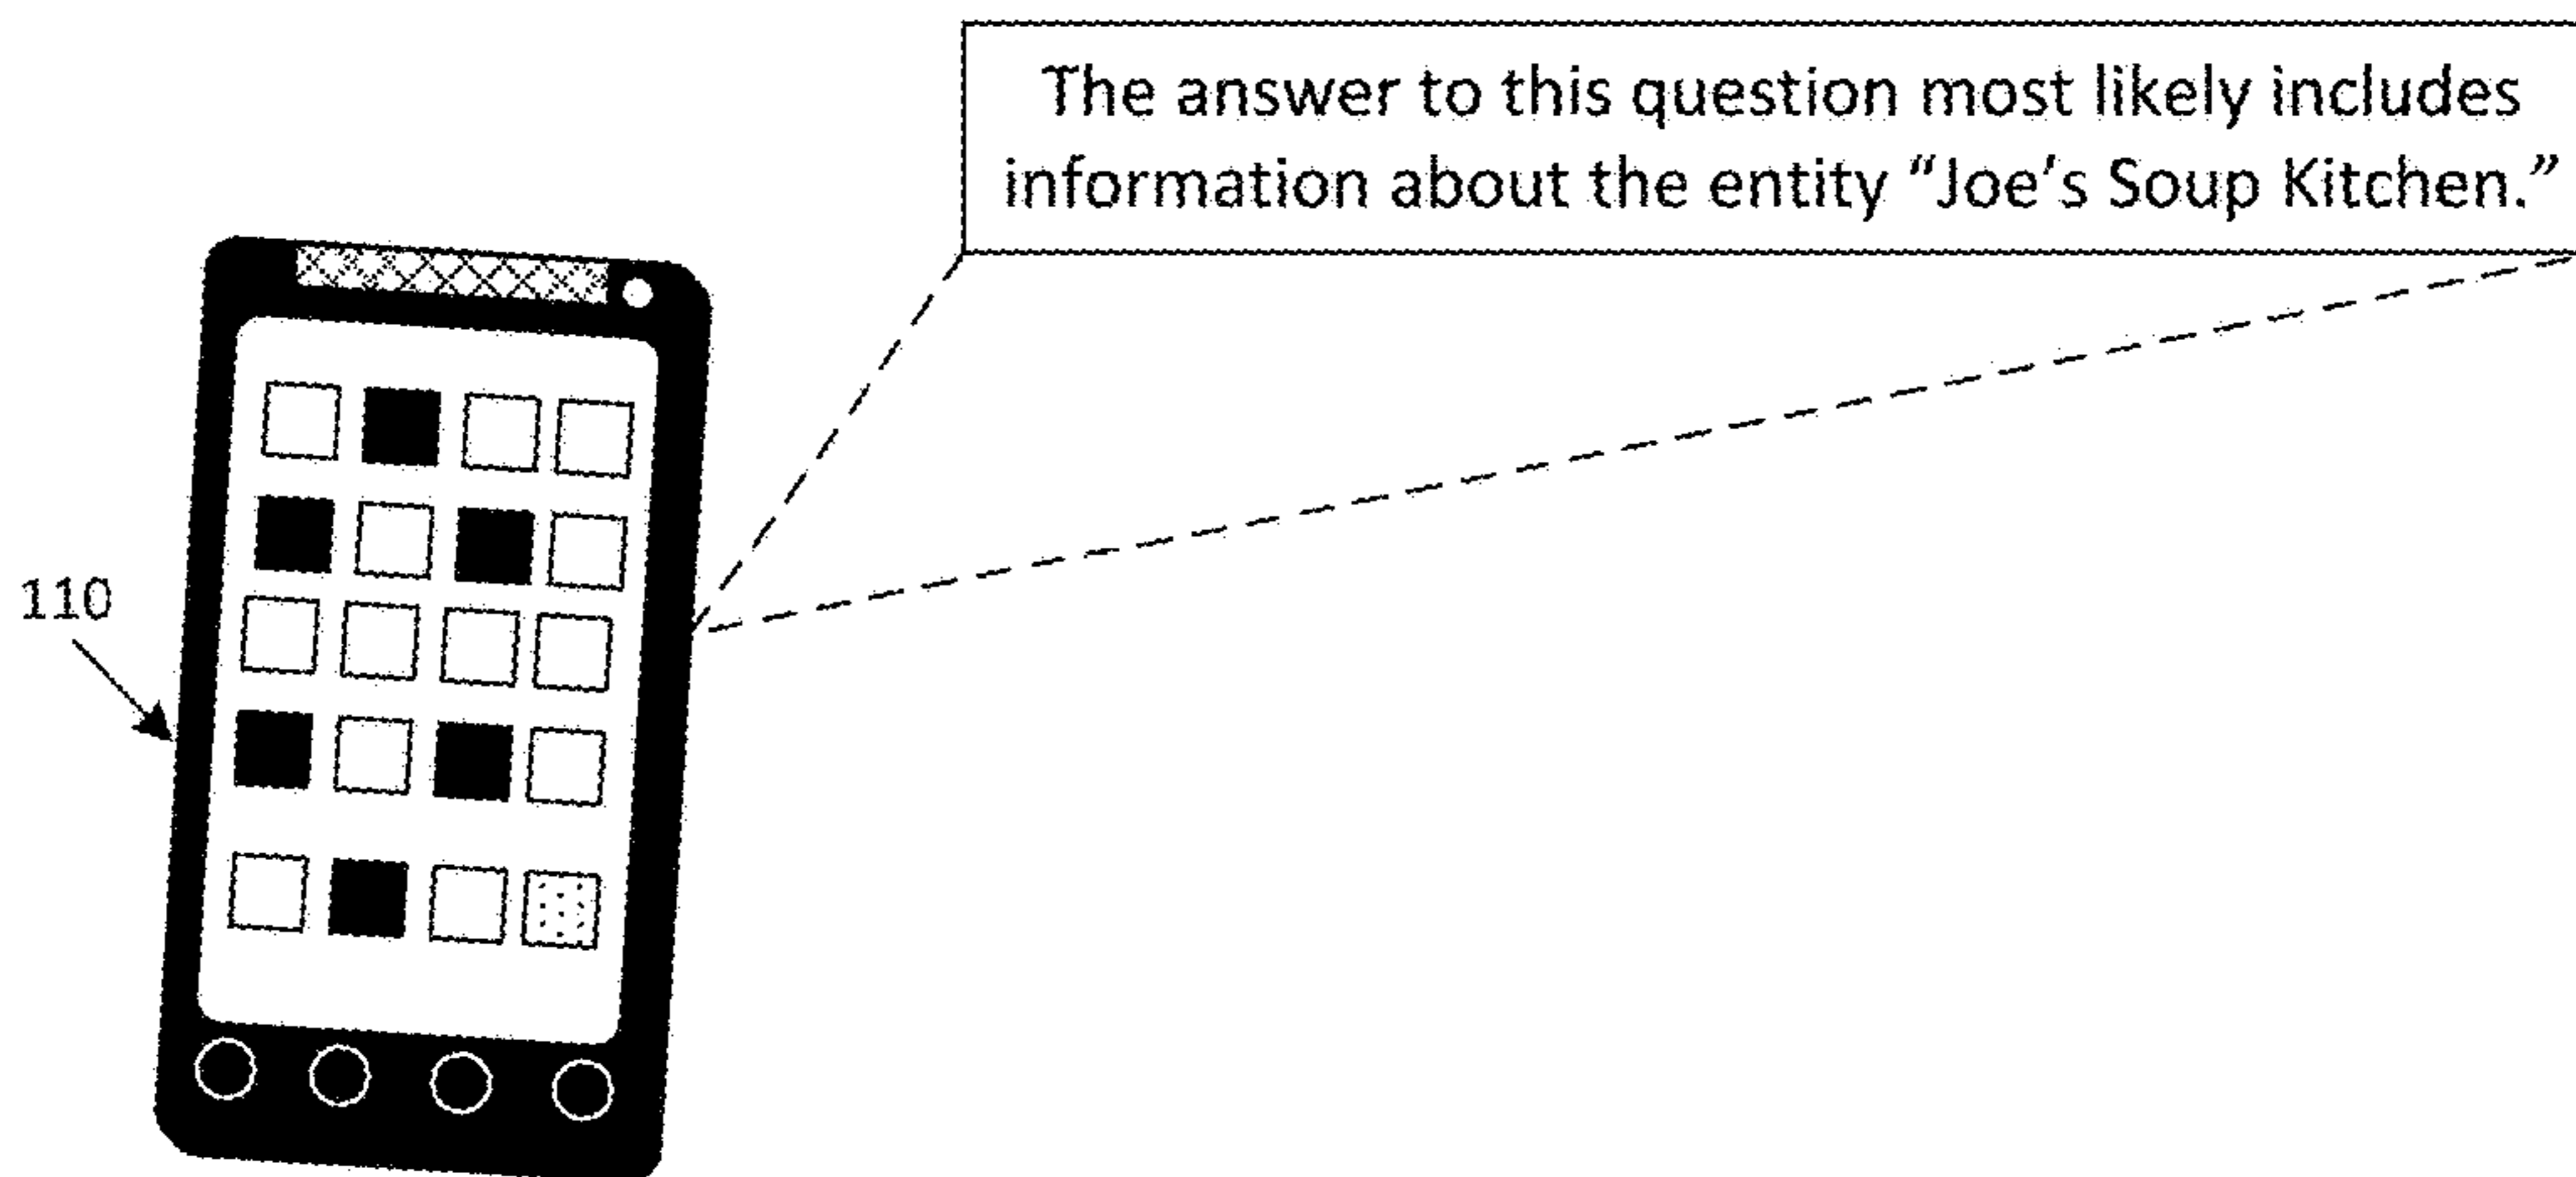 The answer to this question most likely includes
information about the entity “Joe’s Soup Kitchen.”
110